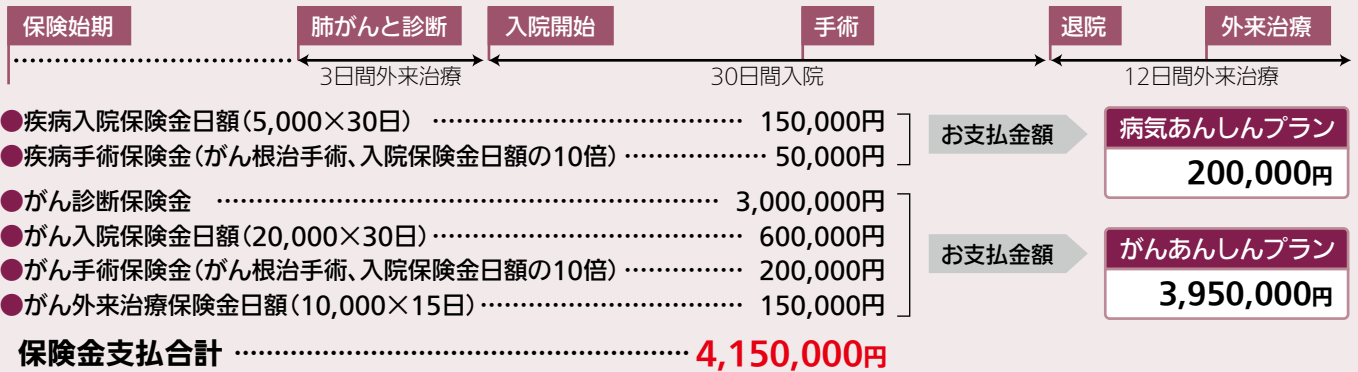 保険始期 肺がんと診断 入院開始 手術 退院 外来治療
3日間外来治療 30日間入院 12日間外来治療
●疾病入院保険金日額(5,000×30日) …………………………… 150,000円
●疾病手術保険金(がん根治手術、入院保険金日額の10倍)……………… 50,000円
お支払金額
病気あんしんプラン
200,000円
●がん診断保険金 …………………………………………… 3,000,000円
●がん入院保険金日額(20,000×30日)…………………………… 600,000円
●がん手術保険金(がん根治手術、入院保険金日額の10倍)…………… 200,000円
●がん外来治療保険金日額(10,000×15日)……………………… 150,000円
お支払金額
がんあんしんプラン
3,950,000円
保険金支払合計 ……………………………………… 4,150,000円